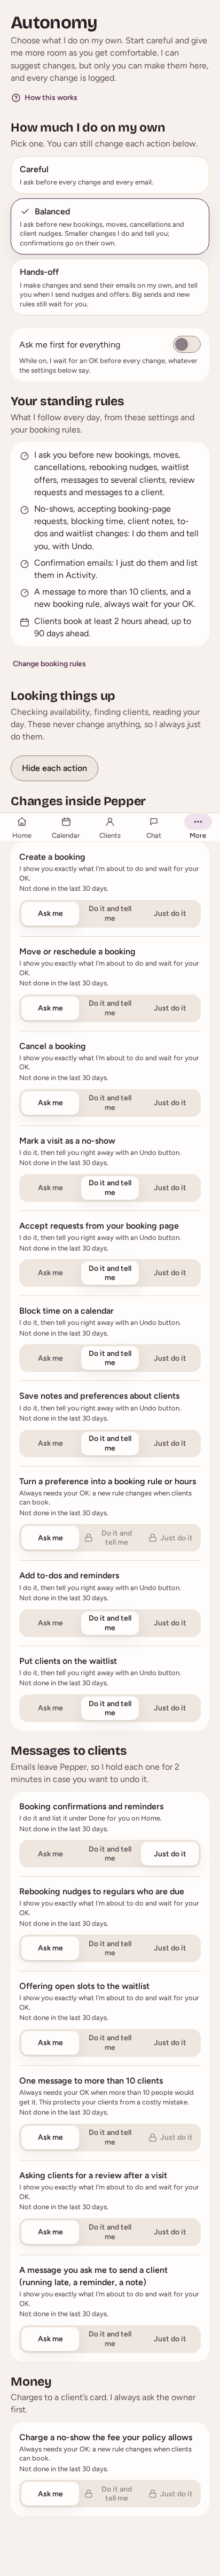 Autonomy
Choose what I do on my own. Start careful and give
me more room as you get comfortable. I can
suggest changes, but only you can make them here,
and every change is logged.
How this works
How much I do on my own
Pick one. You can still change each action below.
Careful
I ask before every change and every email.
Balanced
I ask before new bookings, moves, cancellations and
client nudges. Smaller changes I do and tell you;
confirmations go on their own.
Hands-off
I make changes and send their emails on my own, and tell
you when I send nudges and offers. Big sends and new
rules still wait for you.
Ask me first for everything
While on, I wait for an OK before every change, whatever
the settings below say.
Your standing rules
What I follow every day, from these settings and
your booking rules.
I ask you before new bookings, moves,
cancellations, rebooking nudges, waitlist
offers, messages to several clients, review
requests and messages to a client.
No-shows, accepting booking-page
requests, blocking time, client notes, to-
dos and waitlist changes: I do them and tell
you, with Undo.
Confirmation emails: I just do them and list
them in Activity.
A message to more than 10 clients, and a
new booking rule, always wait for your OK.
Clients book at least 2 hours ahead, up to
90 days ahead.
Change booking rules
Looking things up
Checking availability, finding clients, reading your
day. These never change anything, so I always just
do them.
Hide each action
Changes inside Pepper
Home
Calendar
Clients
Chat
More
Create a booking
I show you exactly what I'm about to do and wait for your
OK.
Not done in the last 30 days.
Ask me
Do it and tell
me
Just do it
Move or reschedule a booking
I show you exactly what I'm about to do and wait for your
OK.
Not done in the last 30 days.
Ask me
Do it and tell
me
Just do it
Cancel a booking
I show you exactly what I'm about to do and wait for your
OK.
Not done in the last 30 days.
Ask me
Do it and tell
me
Just do it
Mark a visit as a no-show
I do it, then tell you right away with an Undo button.
Not done in the last 30 days.
Ask me
Do it and tell
me
Just do it
Accept requests from your booking page
I do it, then tell you right away with an Undo button.
Not done in the last 30 days.
Ask me
Do it and tell
me
Just do it
Block time on a calendar
I do it, then tell you right away with an Undo button.
Not done in the last 30 days.
Ask me
Do it and tell
me
Just do it
Save notes and preferences about clients
I do it, then tell you right away with an Undo button.
Not done in the last 30 days.
Ask me
Do it and tell
me
Just do it
Turn a preference into a booking rule or hours
Always needs your OK: a new rule changes when clients
can book.
Not done in the last 30 days.
Ask me
Do it and
tell me
Just do it
Add to-dos and reminders
I do it, then tell you right away with an Undo button.
Not done in the last 30 days.
Ask me
Do it and tell
me
Just do it
Put clients on the waitlist
I do it, then tell you right away with an Undo button.
Not done in the last 30 days.
Ask me
Do it and tell
me
Just do it
Messages to clients
Emails leave Pepper, so I hold each one for 2
minutes in case you want to undo it.
Booking confirmations and reminders
I do it and list it under Done for you on Home.
Not done in the last 30 days.
Ask me
Do it and tell
me
Just do it
Rebooking nudges to regulars who are due
I show you exactly what I'm about to do and wait for your
OK.
Not done in the last 30 days.
Ask me
Do it and tell
me
Just do it
Offering open slots to the waitlist
I show you exactly what I'm about to do and wait for your
OK.
Not done in the last 30 days.
Ask me
Do it and tell
me
Just do it
One message to more than 10 clients
Always needs your OK when more than 10 people would
get it. This protects your clients from a costly mistake.
Not done in the last 30 days.
Ask me
Do it and tell
me
Just do it
Asking clients for a review after a visit
I show you exactly what I'm about to do and wait for your
OK.
Not done in the last 30 days.
Ask me
Do it and tell
me
Just do it
A message you ask me to send a client
(running late, a reminder, a note)
I show you exactly what I'm about to do and wait for your
OK.
Not done in the last 30 days.
Ask me
Do it and tell
me
Just do it
Money
Charges to a client's card. I always ask the owner
first.
Charge a no-show the fee your policy allows
Always needs your OK: a new rule changes when clients
can book.
Not done in the last 30 days.
Ask me
Do it and
tell me
Just do it